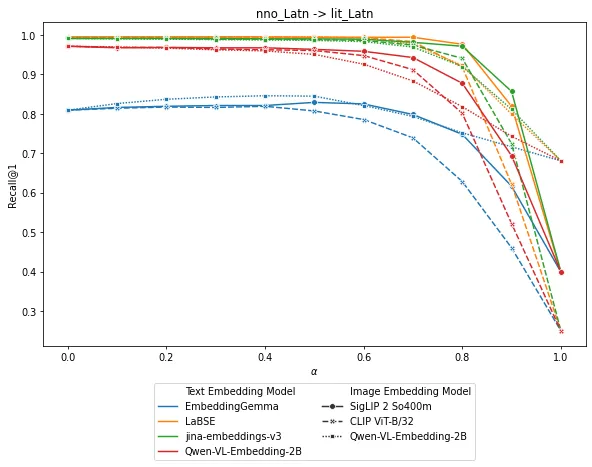 nno_Latn -> lit_Latn
Recall@1
1.0
0.9
0.8
0.7
0.6
0.5
0.4
0.3
0.0 0.2 0.4 0.6 0.8 1.0
α
Text Embedding Model
EmbeddingGemma
LaBSE
jina-embeddings-v3
Qwen-VL-Embedding-2B
Image Embedding Model
SigLIP 2 So400m
CLIP ViT-B/32
Qwen-VL-Embedding-2B